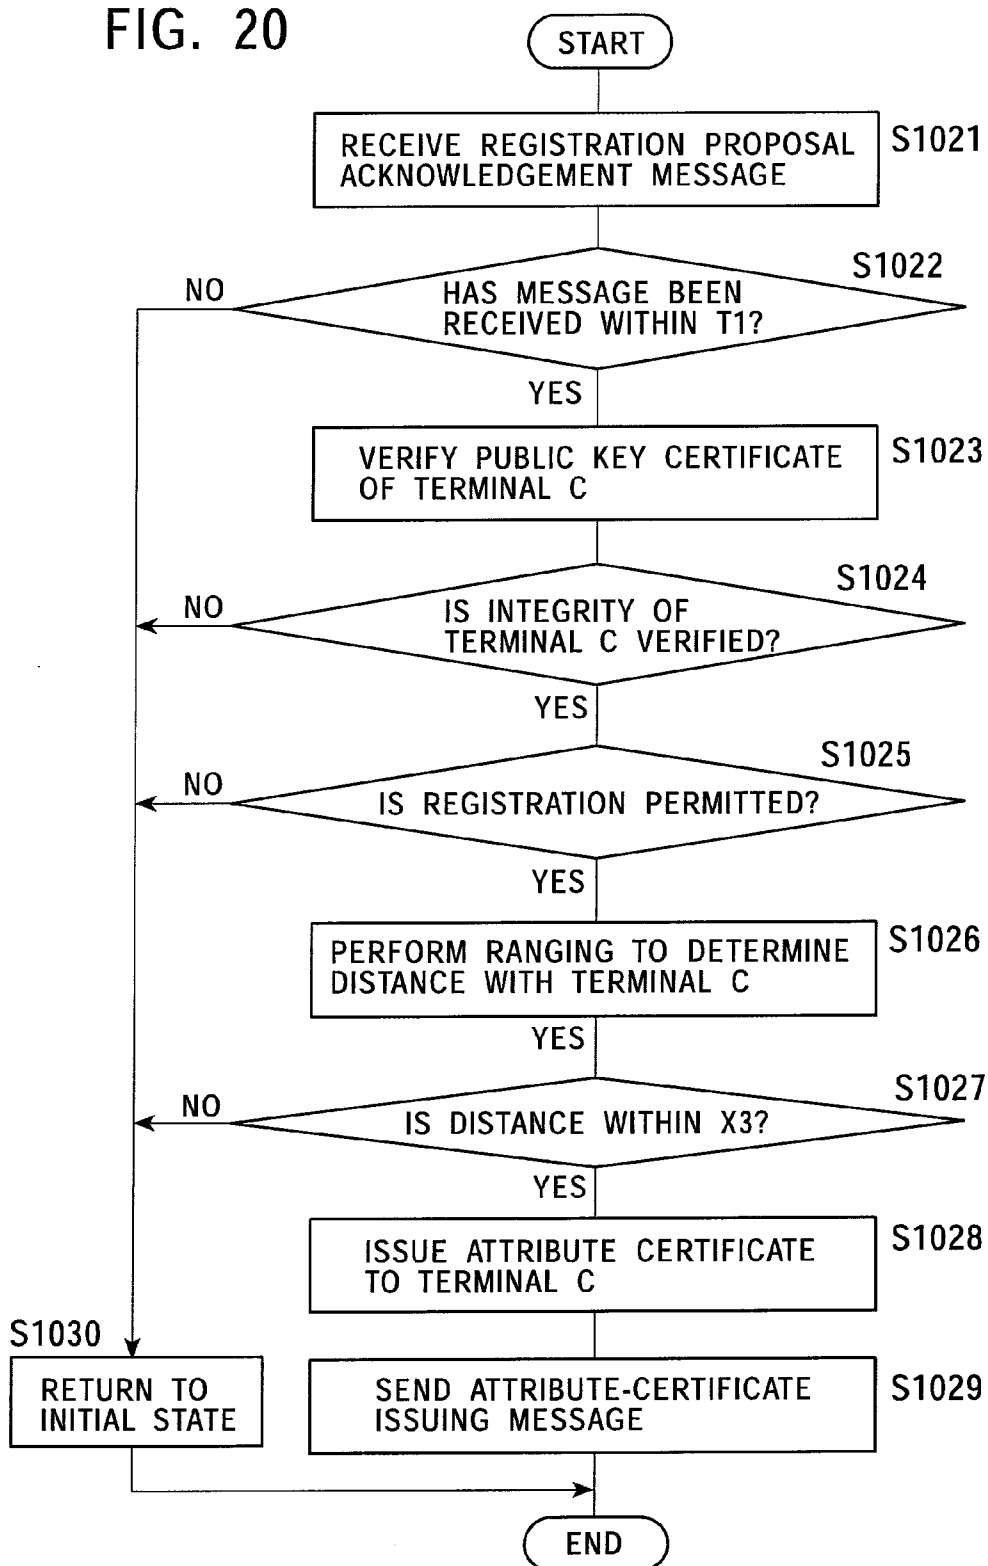 FIG. 20
START
RECEIVE REGISTRATION PROPOSAL
ACKNOWLEDGEMENT MESSAGE
S1021
S1022
NO
HAS MESSAGE BEEN
RECEIVED WITHIN T1?
YES
VERIFY PUBLIC KEY CERTIFICATE
OF TERMINAL C
S1023
S1024
NO
IS INTEGRITY OF
TERMINAL C VERIFIED?
YES
S1025
NO
IS REGISTRATION PERMITTED?
YES
PERFORM RANGING TO DETERMINE
DISTANCE WITH TERMINAL C
S1026
YES
S1027
NO
IS DISTANCE WITHIN X3?
YES
ISSUE ATTRIBUTE CERTIFICATE
TO TERMINAL C
S1028
S1030
RETURN TO
INITIAL STATE
SEND ATTRIBUTE-CERTIFICATE
ISSUING MESSAGE
S1029
END